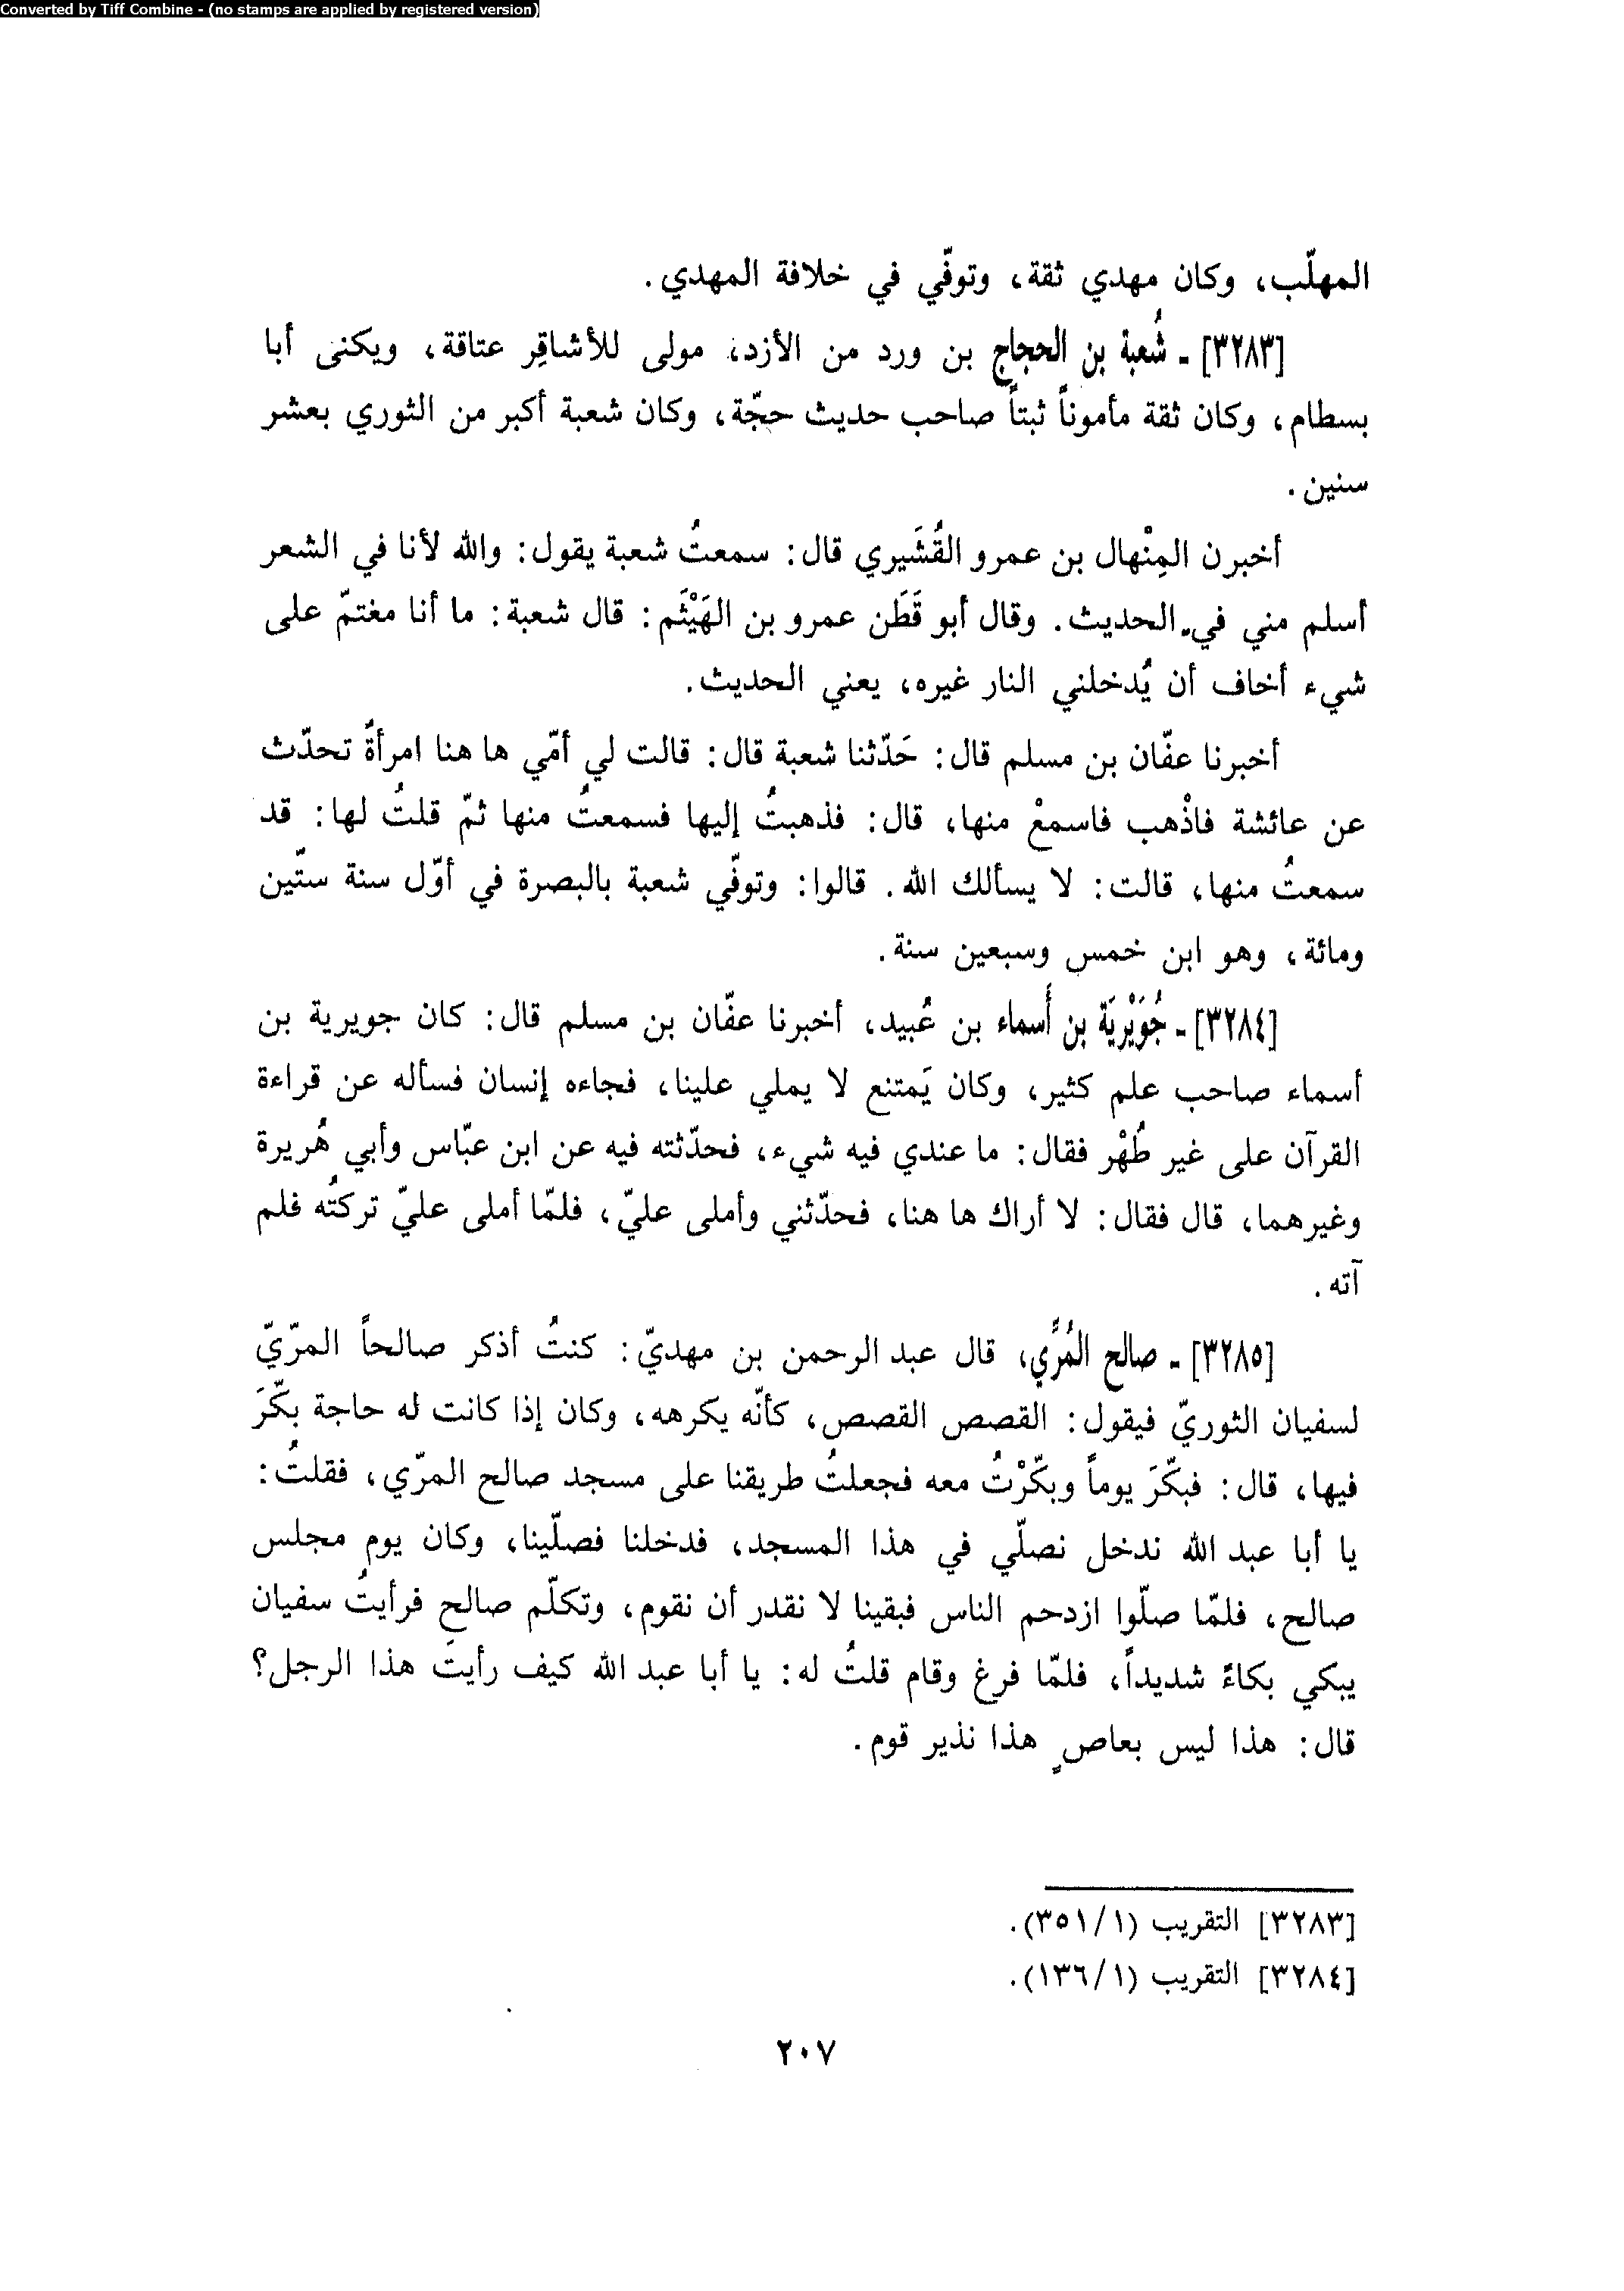 Converted by Tiff Combine - (no stamps are applied by registered version)
المهلّب، وكان مهدي ثقة، وتوفّي في خلافة المهدي.
[٣٢٨٣] ـ شُعبة بن الحجاج بن ورد من الأزد، مولى للأشاقِر عتاقة، ويكنى أبا
بسطام، وكان ثقة مأموناً ثبتاً صاحب حديث حجّة، وكان شعبة أكبر من الثوري بعشر
سنين.
أخبرن المِنْهال بن عمرو القُشَيري قال: سمعتُ شعبة يقول: والله لأنا في الشعر
أسلم مني في الحديث. وقال أبو قَطَن عمرو بن الهَيْثَم: قال شعبة: ما أنا مغتمّ على
شيء أخاف أن يُدخلني النار غيره، يعني الحديث.
أخبرنا عفّان بن مسلم قال: حَدّثنا شعبة قال: قالت لي أمّي ها هنا امرأةٌ تحدّث
عن عائشة فاذْهب فاسمعْ منها، قال: فذهبتُ إليها فسمعتُ منها ثمّ قلتُ لها: قد
سمعتُ منها، قالت: لا يسألك الله. قالوا: وتوفّي شعبة بالبصرة في أوّل سنة ستّين
ومائة، وهو ابن خمس وسبعين سنة.
[٣٢٨٤] ـ جُوَيْرِيَة بن أَسماء بن عُبيد، أخبرنا عفّان بن مسلم قال: كان جويرية بن
أسماء صاحب علم كثير، وكان يَمتنع لا يملي علينا، فجاءه إنسان فسأله عن قراءة
القرآن على غير طُهْر فقال: ما عندي فيه شيء، فحدّثته فيه عن ابن عبّاس وأبي هُريرة
وغيرهما، قال فقال: لا أراك ها هنا، فحدّثني وأملى عليّ، فلمّا أملى عليّ تركتُه فلم
آته.
[٣٢٨٥] ـ صالح المُرّي، قال عبد الرحمن بن مهديّ: كنتُ أذكر صالحاً المرّيّ
لسفيان الثوريّ فيقول: القصص القصص، كأنّه يكرهه، وكان إذا كانت له حاجة بكّرَ
فيها، قال: فبكّرَ يوماً وبكّرْتُ معه فجعلتُ طريقنا على مسجد صالح المرّي، فقلتُ:
يا أبا عبد الله ندخل نصلّي في هذا المسجد، فدخلنا فصلّينا، وكان يوم مجلس
صالح، فلمّا صلّوا ازدحم الناس فبقينا لا نقدر أن نقوم، وتكلّم صالح فرأيتُ سفيان
يبكي بكاءً شديداً، فلمّا فرغ وقام قلتُ له: يا أبا عبد الله كيف رأيتَ هذا الرجل؟
قال: هذا ليس بعاصٍ هذا نذير قوم.
[٣٢٨٣] التقريب (٣٥١/١).
[٣٢٨٤] التقريب (١٣٦/١).
٢٠٧